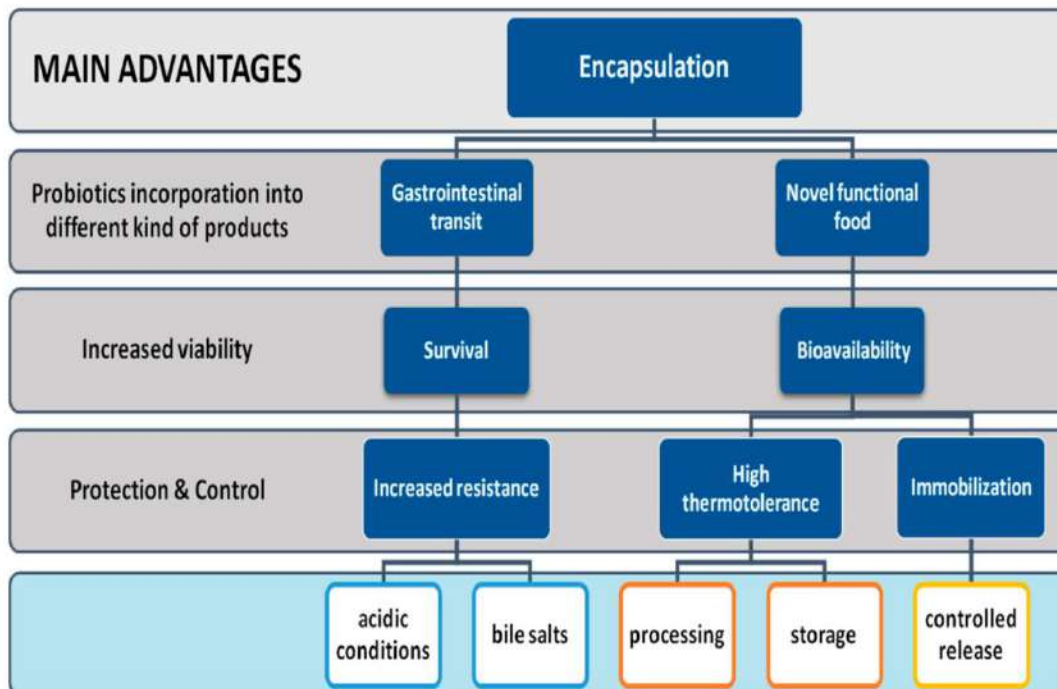 MAIN ADVANTAGES
Encapsulation
Probiotics incorporation into
different kind of products
Gastrointestinal
transit
Novel functional
food
Increased viability
Survival
Bioavailability
Protection & Control
Increased resistance
High
thermotolerance
Immobilization
acidic
conditions
bile salts
processing
storage
controlled
release